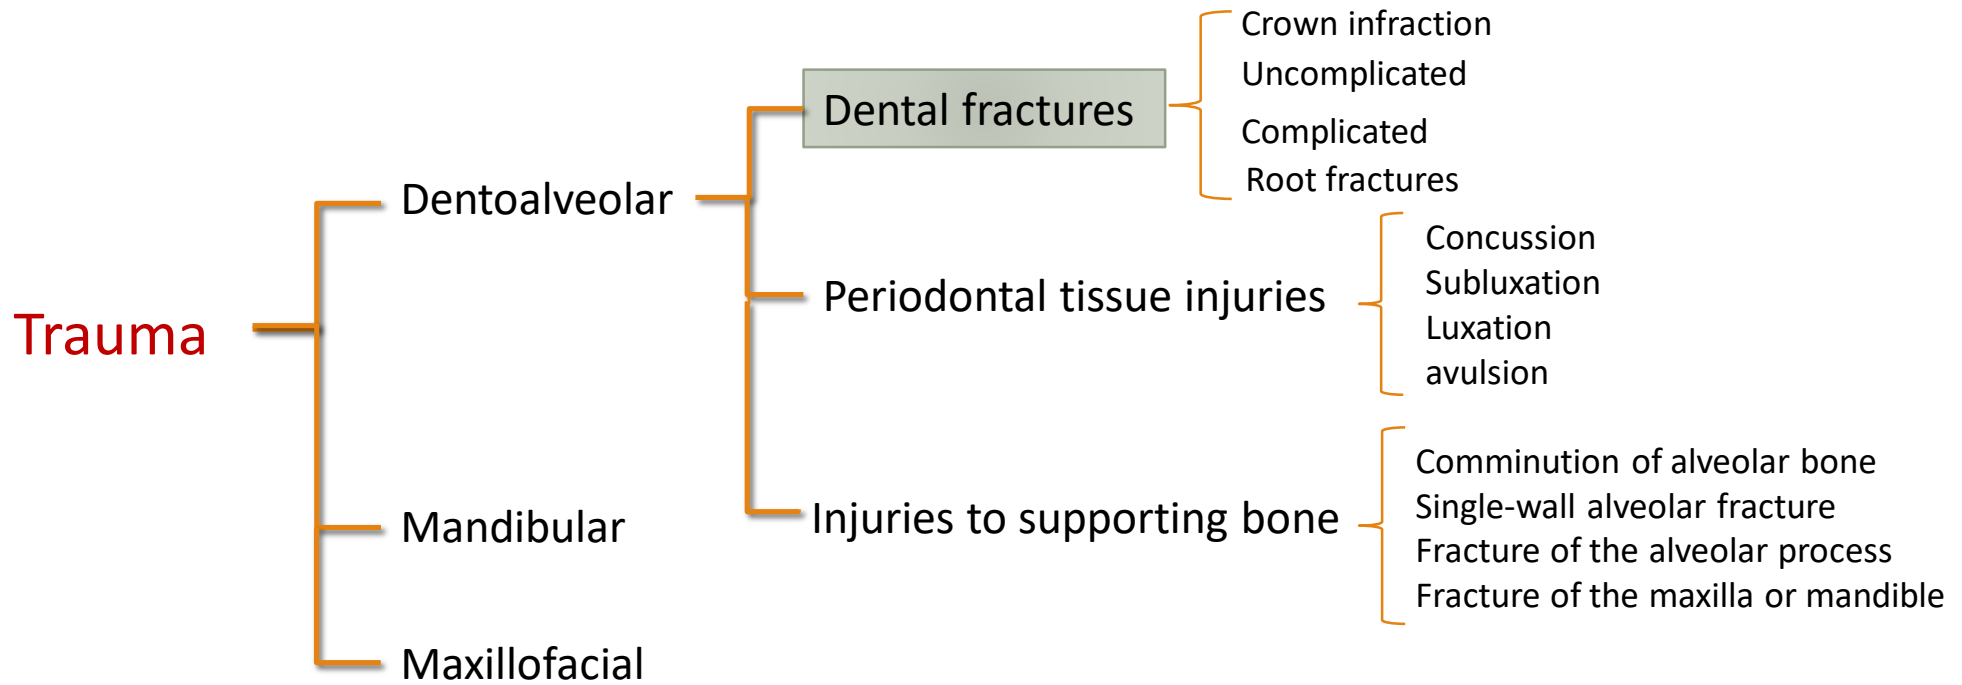 Trauma
Dentoalveolar
Dental fractures
Crown infraction
Uncomplicated
Complicated
Root fractures
Periodontal tissue injuries
Concussion
Subluxation
Luxation
avulsion
Injuries to supporting bone
Comminution of alveolar bone
Single-wall alveolar fracture
Fracture of the alveolar process
Fracture of the maxilla or mandible
Mandibular
Maxillofacial